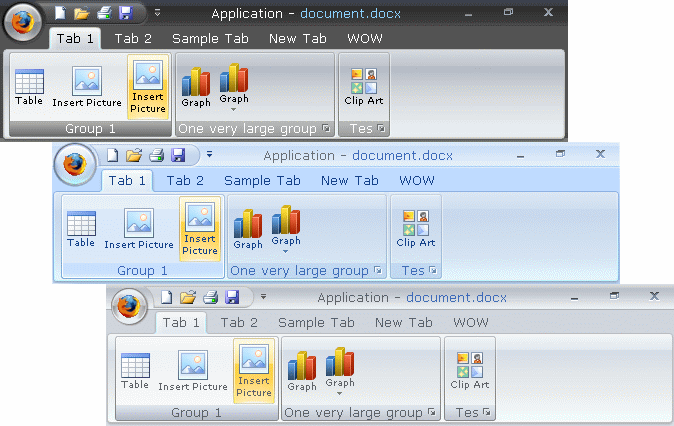 Application - document.docx
Tab 1 Tab 2 Sample Tab New Tab WOW
Table Insert Picture Insert Picture Graph Graph Clip Art
Group 1 One very large group Tes
Application - document.docx
Tab 1 Tab 2 Sample Tab New Tab WOW
Table Insert Picture Insert Picture Graph Graph Clip Art
Group 1 One very large group Tes
Application - document.docx
Tab 1 Tab 2 Sample Tab New Tab WOW
Table Insert Picture Insert Picture Graph Graph Clip Art
Group 1 One very large group Tes